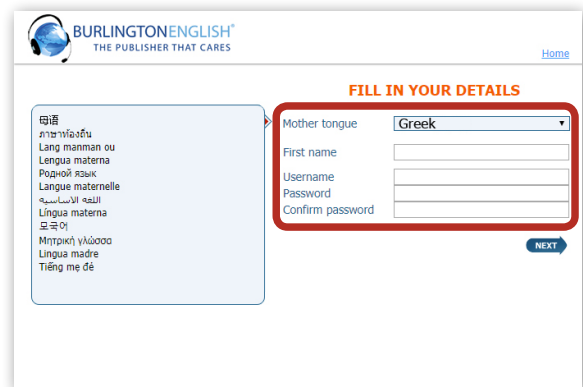 BURLINGTONENGLISH®
THE PUBLISHER THAT CARES
Home
FILL IN YOUR DETAILS
母语
ภาษาท้องถิ่น
Lang manman ou
Lengua materna
Родной язык
Langue maternelle
اللغه الاساسيه
Língua materna
모국어
Μητρική γλώσσα
Lingua madre
Tiếng mẹ đẻ
Mother tongue
Greek
First name
Username
Password
Confirm password
NEXT